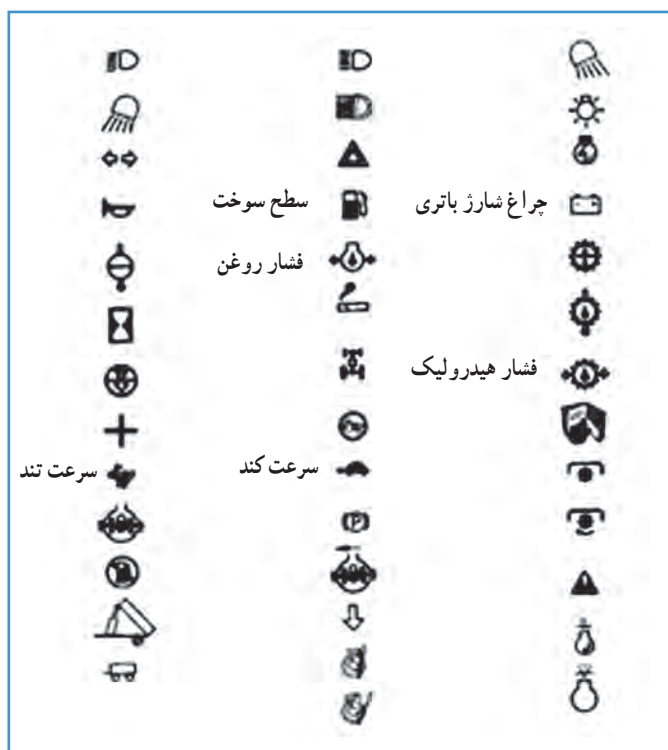 چراغ شارژ باتری
سطح سوخت
فشار روغن
فشار هیدرولیک
سرعت کند
سرعت تند
(P)